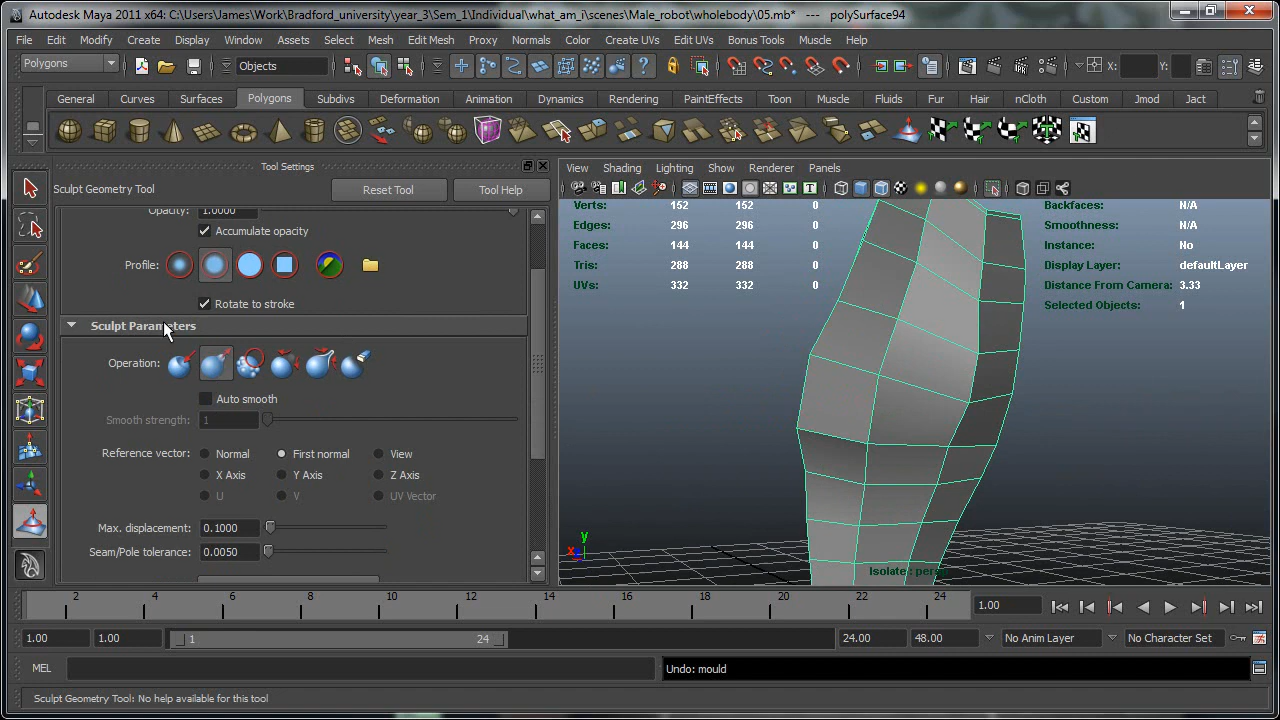 Autodesk Maya 2011 x64: C:\Users\James\Work\Bradford_university\year_3\Sem_1\Individual\what_am_i\scenes\Male_robot\wholebody\05.mb* --- polySurface94
File Edit Modify Create Display Window Assets Select Mesh Edit Mesh Proxy Normals Color Create UVs Edit UVs Bonus Tools Muscle Help
Polygons Objects X: Y:
General Curves Surfaces Polygons Subdivs Deformation Animation Dynamics Rendering PaintEffects Toon Muscle Fluids Fur Hair nCloth Custom Jmod Jact
Tool Settings
View Shading Lighting Show Renderer Panels
Sculpt Geometry Tool Reset Tool Tool Help
Opacity: 1.0000
Accumulate opacity
Profile:
Rotate to stroke
Sculpt Parameters
Operation:
Auto smooth
Smooth strength: 1
Reference vector: Normal First normal View
X Axis Y Axis Z Axis
U V UV Vector
Max. displacement: 0.1000
Seam/Pole tolerance: 0.0050
Verts: 152 152 0
Edges: 296 296 0
Faces: 144 144 0
Tris: 288 288 0
UVs: 332 332 0
Backfaces: N/A
Smoothness: N/A
Instance: No
Display Layer: defaultLayer
Distance From Camera: 3.33
Selected Objects: 1
y
x
Isolate : persp
2 4 6 8 10 12 14 16 18 20 22 24 1.00
1.00 1.00 1 24 24.00 48.00 No Anim Layer No Character Set
MEL Undo: mould
Sculpt Geometry Tool: No help available for this tool